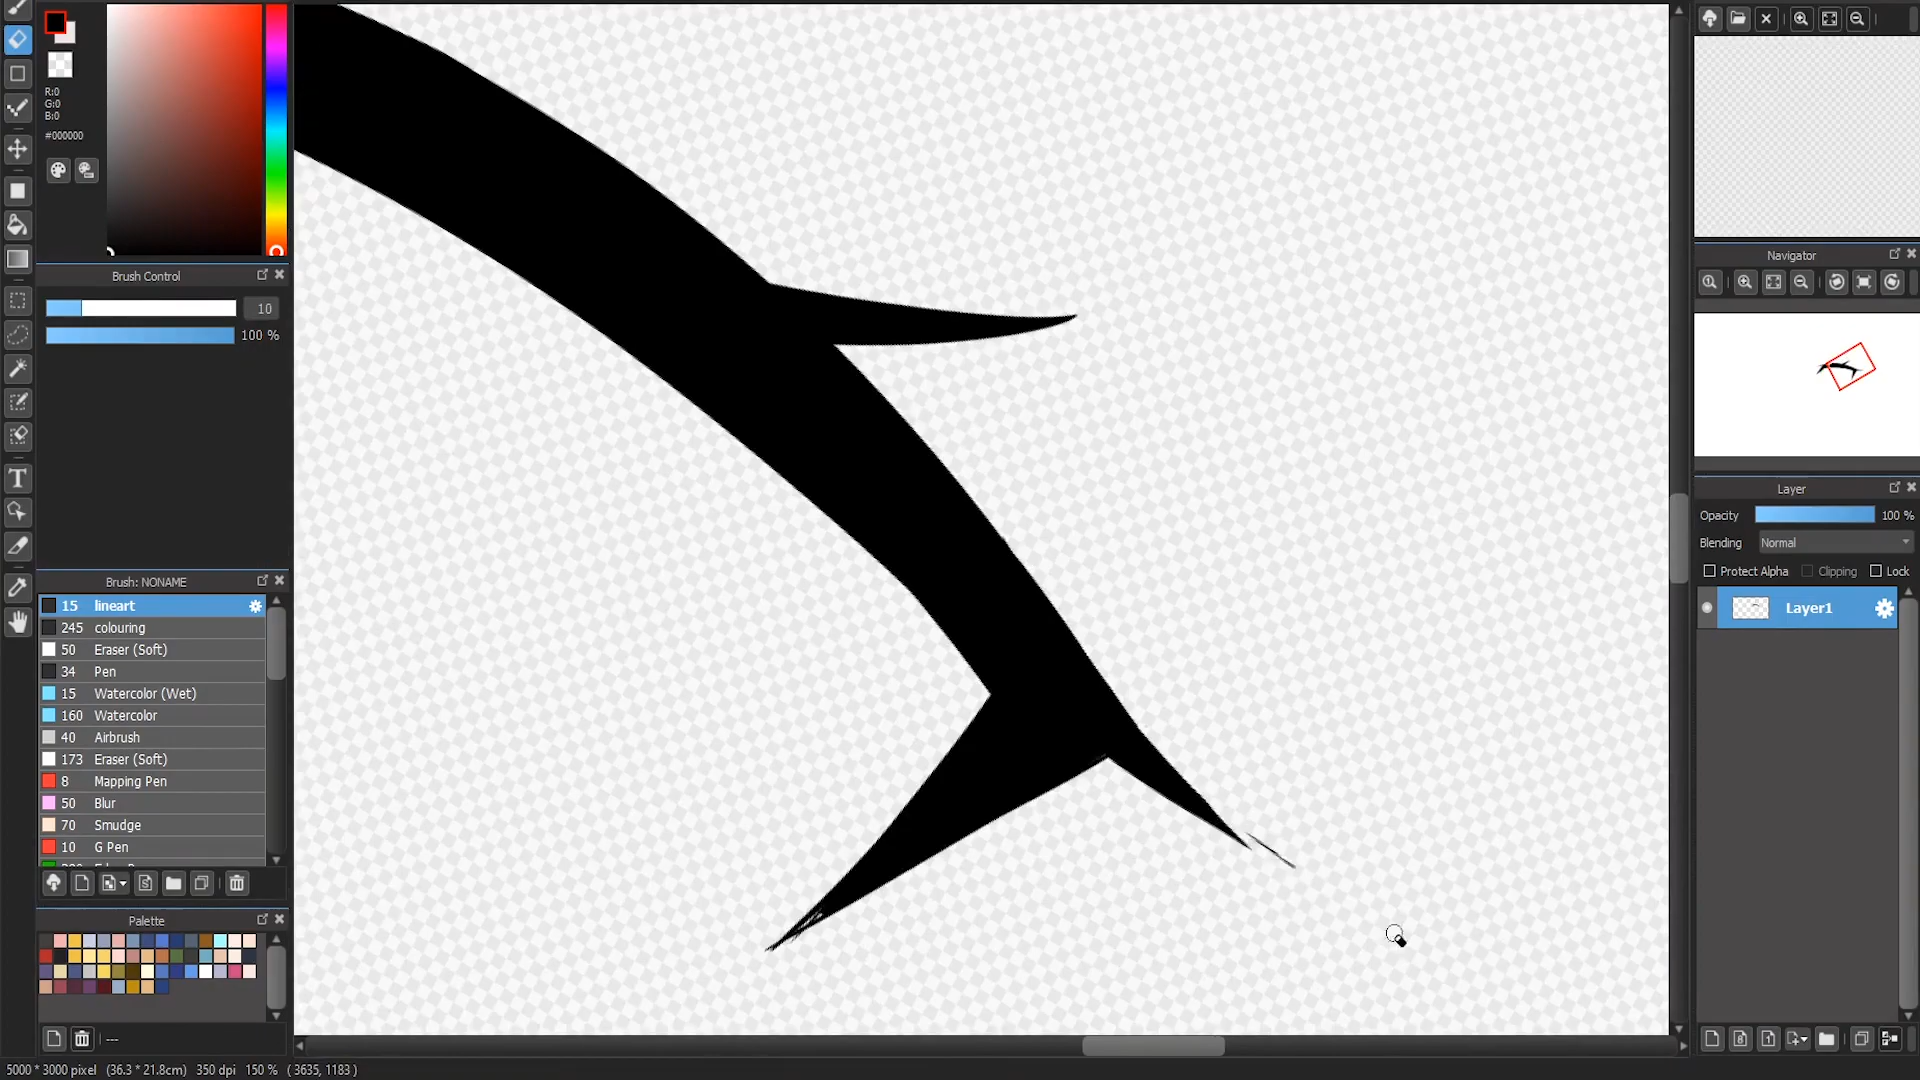 R:0
G:0
B:0
#000000
Brush Control
10
100 %
Brush: NONAME
15 lineart
245 colouring
50 Eraser (Soft)
34 Pen
15 Watercolor (Wet)
160 Watercolor
40 Airbrush
173 Eraser (Soft)
8 Mapping Pen
50 Blur
70 Smudge
10 G Pen
Palette
---
5000 * 3000 pixel (36.3 * 21.8cm) 350 dpi 150 % ( 3635, 1183 )
Navigator
Layer
Opacity 100 %
Blending Normal
Protect Alpha Clipping Lock
Layer1